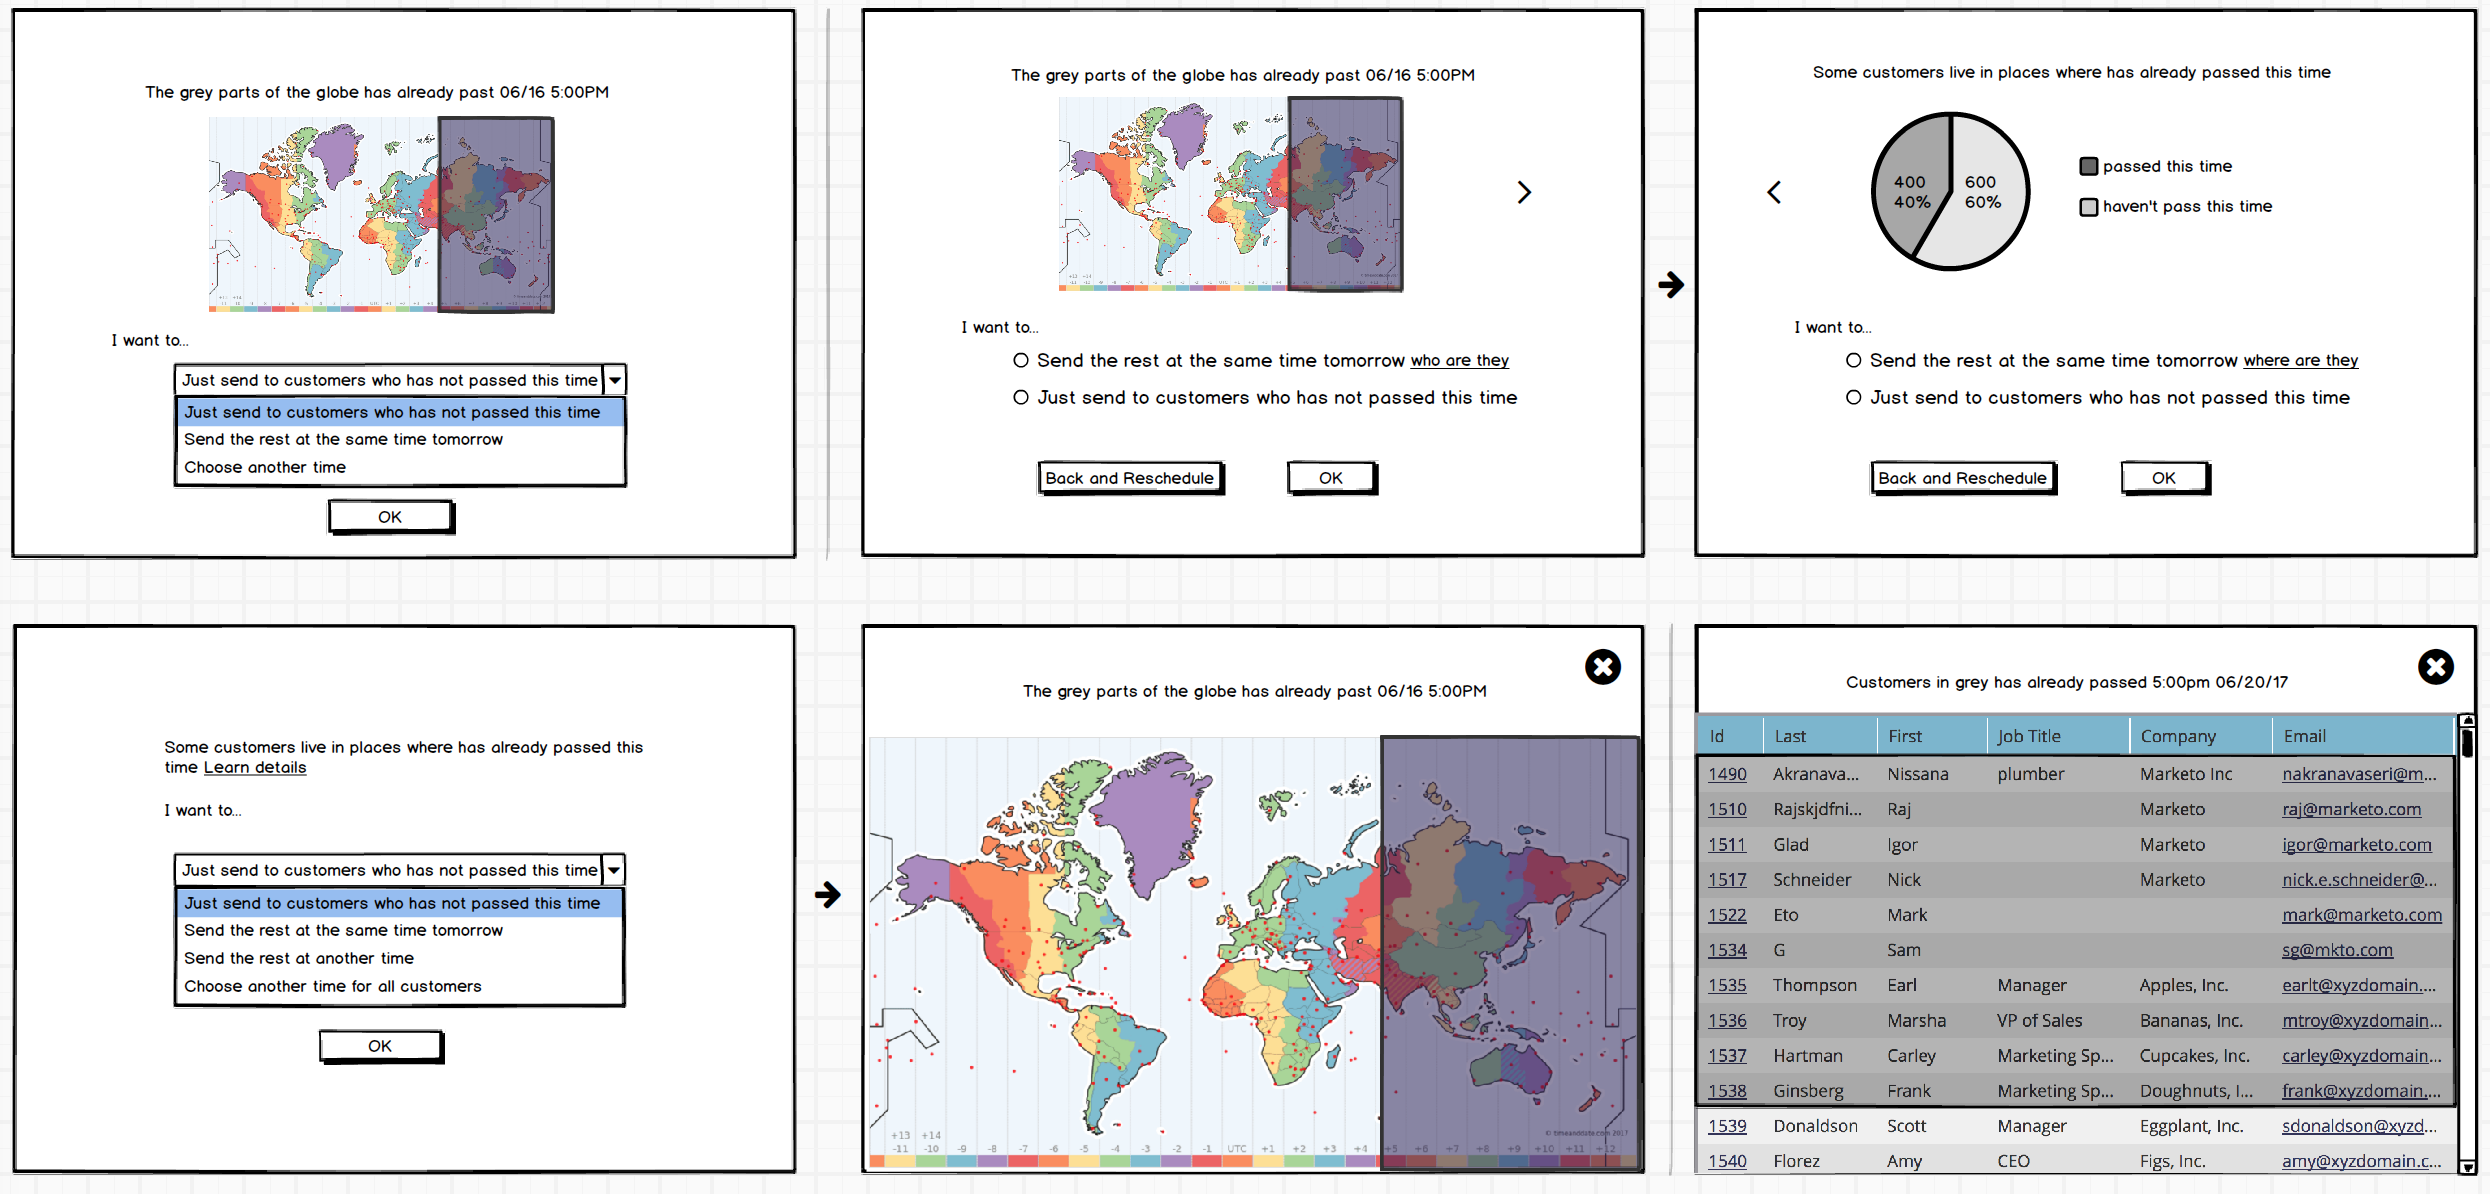 The grey parts of the globe has already past 06/16 5:00PM
I want to...
Just send to customers who has not passed this time
Just send to customers who has not passed this time
Send the rest at the same time tomorrow
Choose another time
OK
The grey parts of the globe has already past 06/16 5:00PM
I want to...
Send the rest at the same time tomorrow who are they
Just send to customers who has not passed this time
Back and Reschedule OK
Some customers live in places where has already passed this time
400 600
40% 60%
passed this time
haven't pass this time
I want to...
Send the rest at the same time tomorrow where are they
Just send to customers who has not passed this time
Back and Reschedule OK
Some customers live in places where has already passed this
time Learn details
I want to...
Just send to customers who has not passed this time
Just send to customers who has not passed this time
Send the rest at the same time tomorrow
Send the rest at another time
Choose another time for all customers
OK
The grey parts of the globe has already past 06/16 5:00PM
© timeanddate.com 2017
+13 +14
-11 -10 -9 -8 -7 -6 -5 -4 -3 -2 -1 UTC +1 +2 +3 +4 +5 +6 +7 +8 +9 +10 +11 +12
Customers in grey has already passed 5:00pm 06/20/17
Id Last First Job Title Company Email
1490 Akranava... Nissana plumber Marketo Inc nakranavaseri@m...
1510 Rajskjdfni... Raj Marketo raj@marketo.com
1511 Glad Igor Marketo igor@marketo.com
1517 Schneider Nick Marketo nick.e.schneider@...
1522 Eto Mark mark@marketo.com
1534 G Sam sg@mkto.com
1535 Thompson Earl Manager Apples, Inc. earlt@xyzdomain....
1536 Troy Marsha VP of Sales Bananas, Inc. mtroy@xyzdomain...
1537 Hartman Carley Marketing Sp... Cupcakes, Inc. carley@xyzdomain...
1538 Ginsberg Frank Marketing Sp... Doughnuts, I... frank@xyzdomain....
1539 Donaldson Scott Manager Eggplant, Inc. sdonaldson@xyzd...
1540 Florez Amy CEO Figs, Inc. amy@xyzdomain.c...